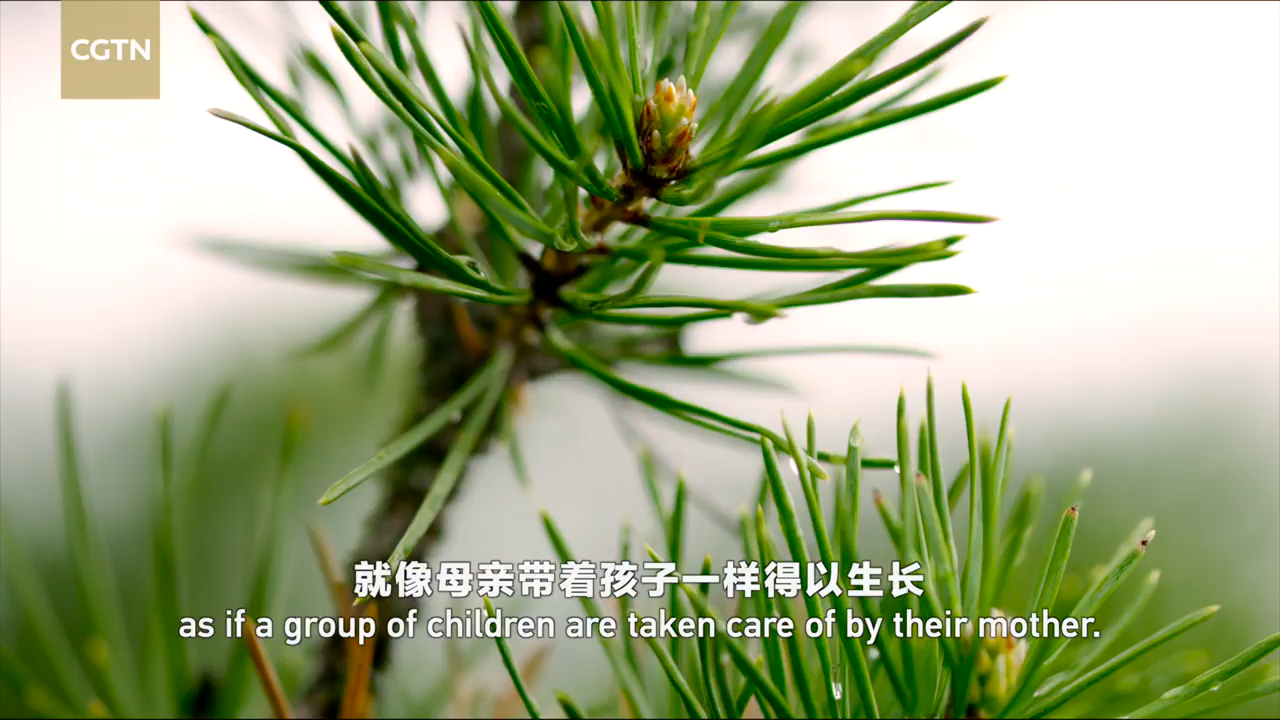 CGTN
就像母亲带着孩子一样得以生长
as if a group of children are taken care of by their mother.